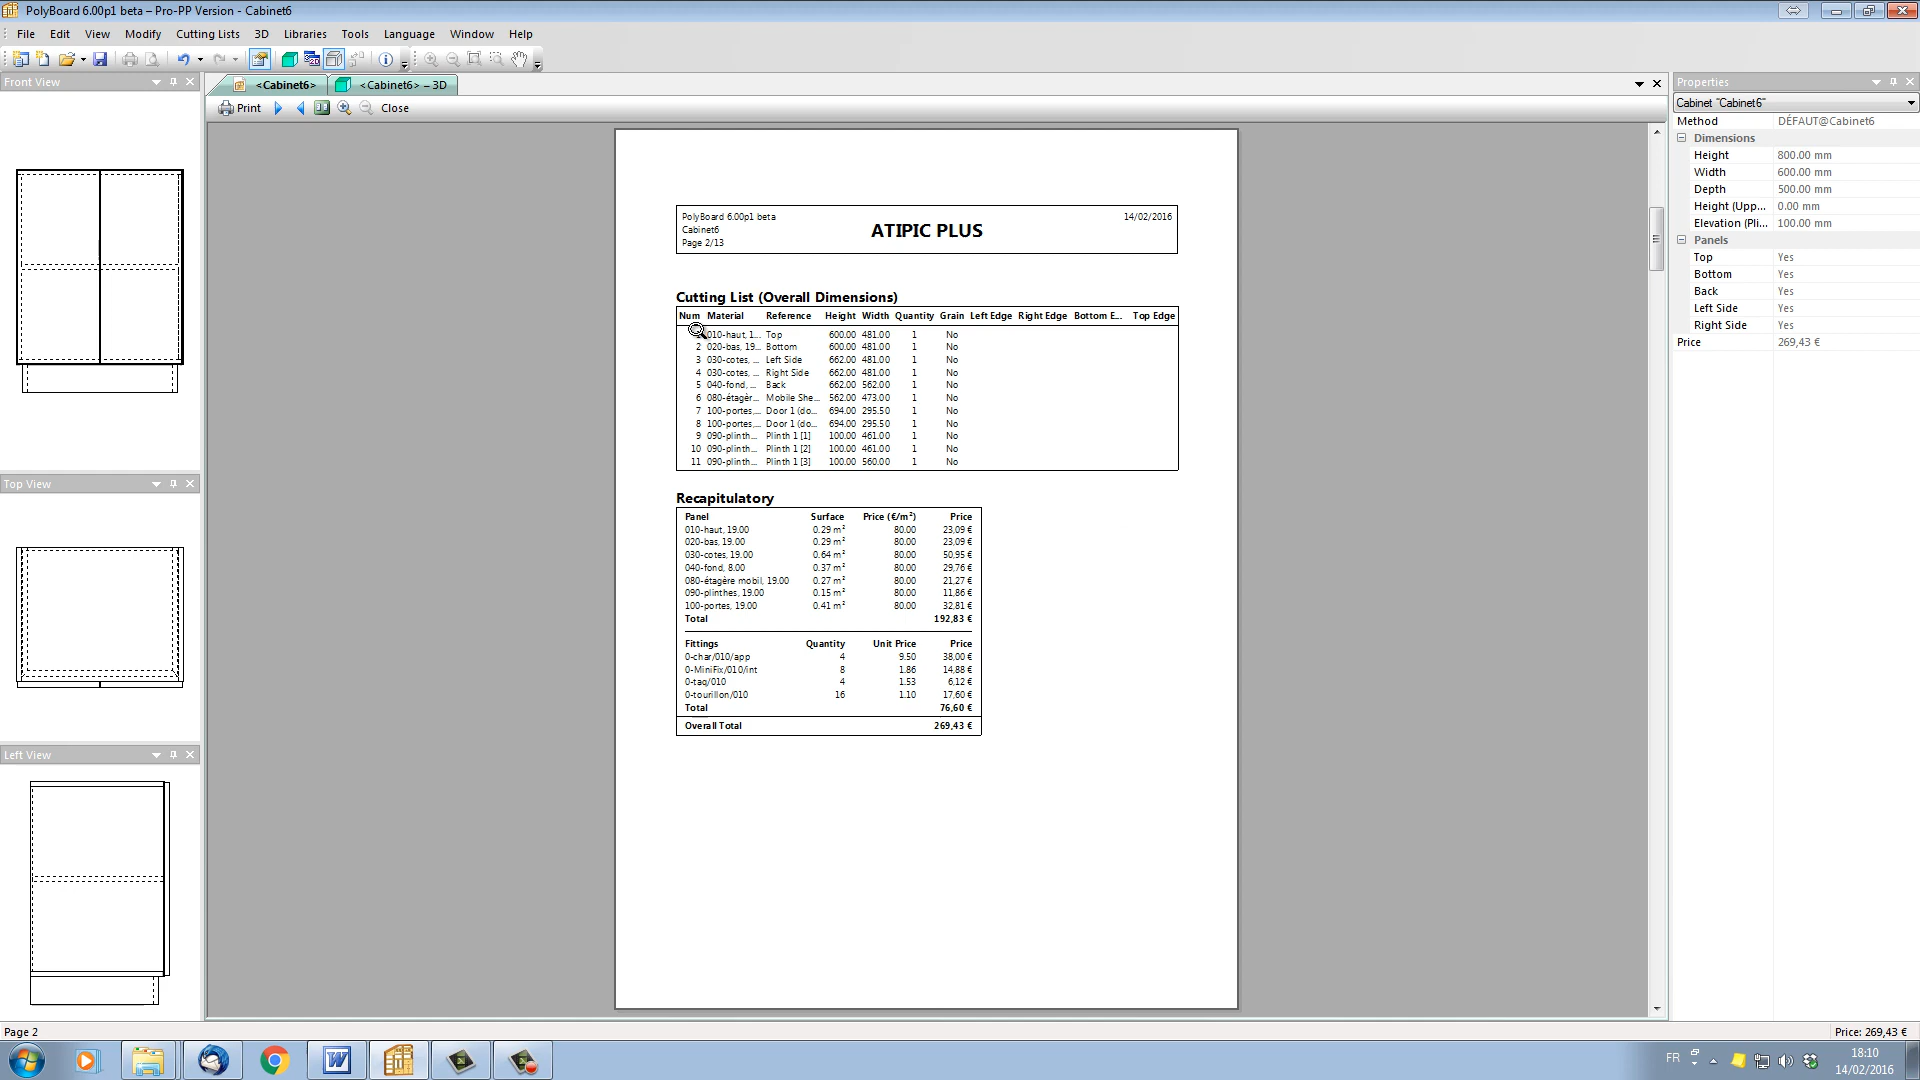 PolyBoard 6.00p1 beta – Pro-PP Version - Cabinet6
File Edit View Modify Cutting Lists 3D Libraries Tools Language Window Help
Front View
<Cabinet6> <Cabinet6> – 3D
Properties
Print Close
Cabinet "Cabinet6"
Method DÉFAUT@Cabinet6
Dimensions
Height 800.00 mm
Width 600.00 mm
Depth 500.00 mm
Height (Upp... 0.00 mm
Elevation (Pli... 100.00 mm
Panels
Top Yes
Bottom Yes
Back Yes
Left Side Yes
Right Side Yes
Price 269,43 €
PolyBoard 6.00p1 beta
Cabinet6
Page 2/13
ATIPIC PLUS
14/02/2016
Cutting List (Overall Dimensions)
Num Material Reference Height Width Quantity Grain Left Edge Right Edge Bottom E... Top Edge
010-haut, 1... Top 600.00 481.00 1 No
2 020-bas, 19... Bottom 600.00 481.00 1 No
3 030-cotes, ... Left Side 662.00 481.00 1 No
4 030-cotes, ... Right Side 662.00 481.00 1 No
5 040-fond, ... Back 662.00 562.00 1 No
6 080-étagèr... Mobile She... 562.00 473.00 1 No
7 100-portes,... Door 1 (do... 694.00 295.50 1 No
8 100-portes,... Door 1 (do... 694.00 295.50 1 No
9 090-plinth... Plinth 1 [1] 100.00 461.00 1 No
10 090-plinth... Plinth 1 [2] 100.00 461.00 1 No
11 090-plinth... Plinth 1 [3] 100.00 560.00 1 No
Recapitulatory
Panel Surface Price (€/m²) Price
010-haut, 19.00 0.29 m² 80.00 23,09 €
020-bas, 19.00 0.29 m² 80.00 23,09 €
030-cotes, 19.00 0.64 m² 80.00 50,95 €
040-fond, 8.00 0.37 m² 80.00 29,76 €
080-étagère mobil, 19.00 0.27 m² 80.00 21,27 €
090-plinthes, 19.00 0.15 m² 80.00 11,86 €
100-portes, 19.00 0.41 m² 80.00 32,81 €
Total 192,83 €
Fittings Quantity Unit Price Price
0-char/010/app 4 9.50 38,00 €
0-MiniFix/010/int 8 1.86 14,88 €
0-taq/010 4 1.53 6,12 €
0-tourillon/010 16 1.10 17,60 €
Total 76,60 €
Overall Total 269,43 €
Top View
Left View
Page 2
Price: 269,43 €
FR
18:10
14/02/2016